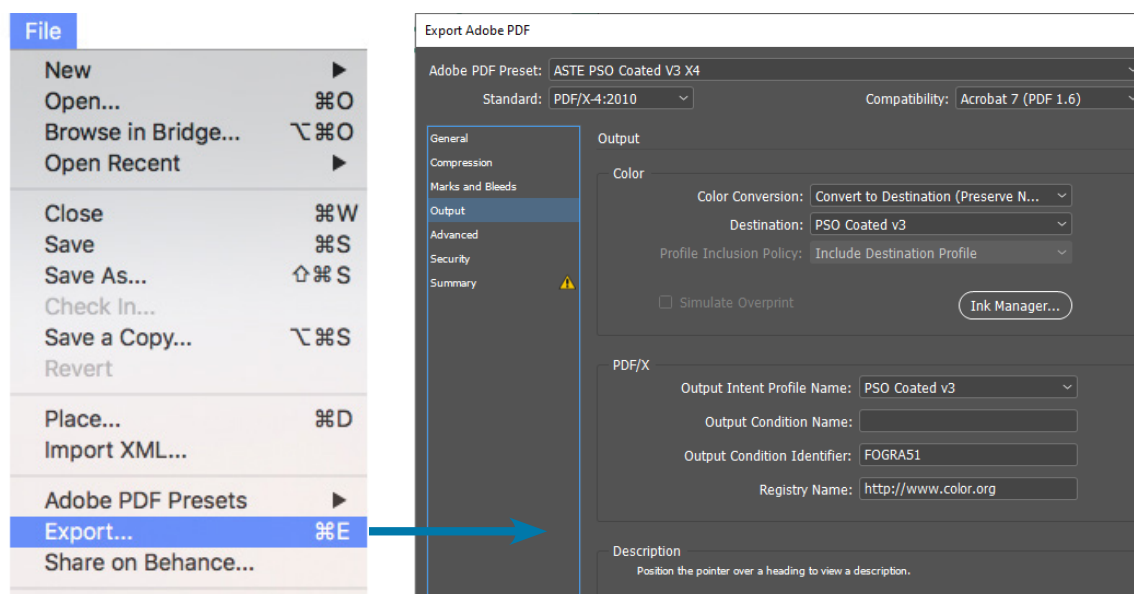 File
New ▶
Open... ⌘O
Browse in Bridge... ⌥⌘O
Open Recent ▶
Close ⌘W
Save ⌘S
Save As... ⇧⌘S
Check In...
Save a Copy... ⌥⌘S
Revert
Place... ⌘D
Import XML...
Adobe PDF Presets ▶
Export... ⌘E
Share on Behance...
Export Adobe PDF
Adobe PDF Preset: ASTE PSO Coated V3 X4
Standard: PDF/X-4:2010 Compatibility: Acrobat 7 (PDF 1.6)
General
Compression
Marks and Bleeds
Output
Advanced
Security
Summary
Output
Color
Color Conversion: Convert to Destination (Preserve N...
Destination: PSO Coated v3
Profile Inclusion Policy: Include Destination Profile
Simulate Overprint Ink Manager...
PDF/X
Output Intent Profile Name: PSO Coated v3
Output Condition Name:
Output Condition Identifier: FOGRA51
Registry Name: http://www.color.org
Description
Position the pointer over a heading to view a description.